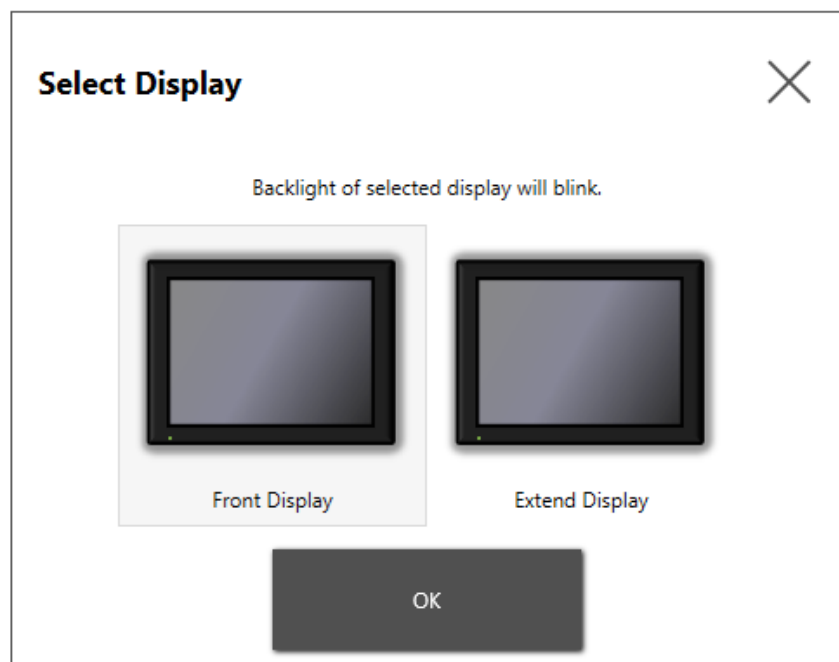 Select Display
Backlight of selected display will blink.
Front Display
Extend Display
OK